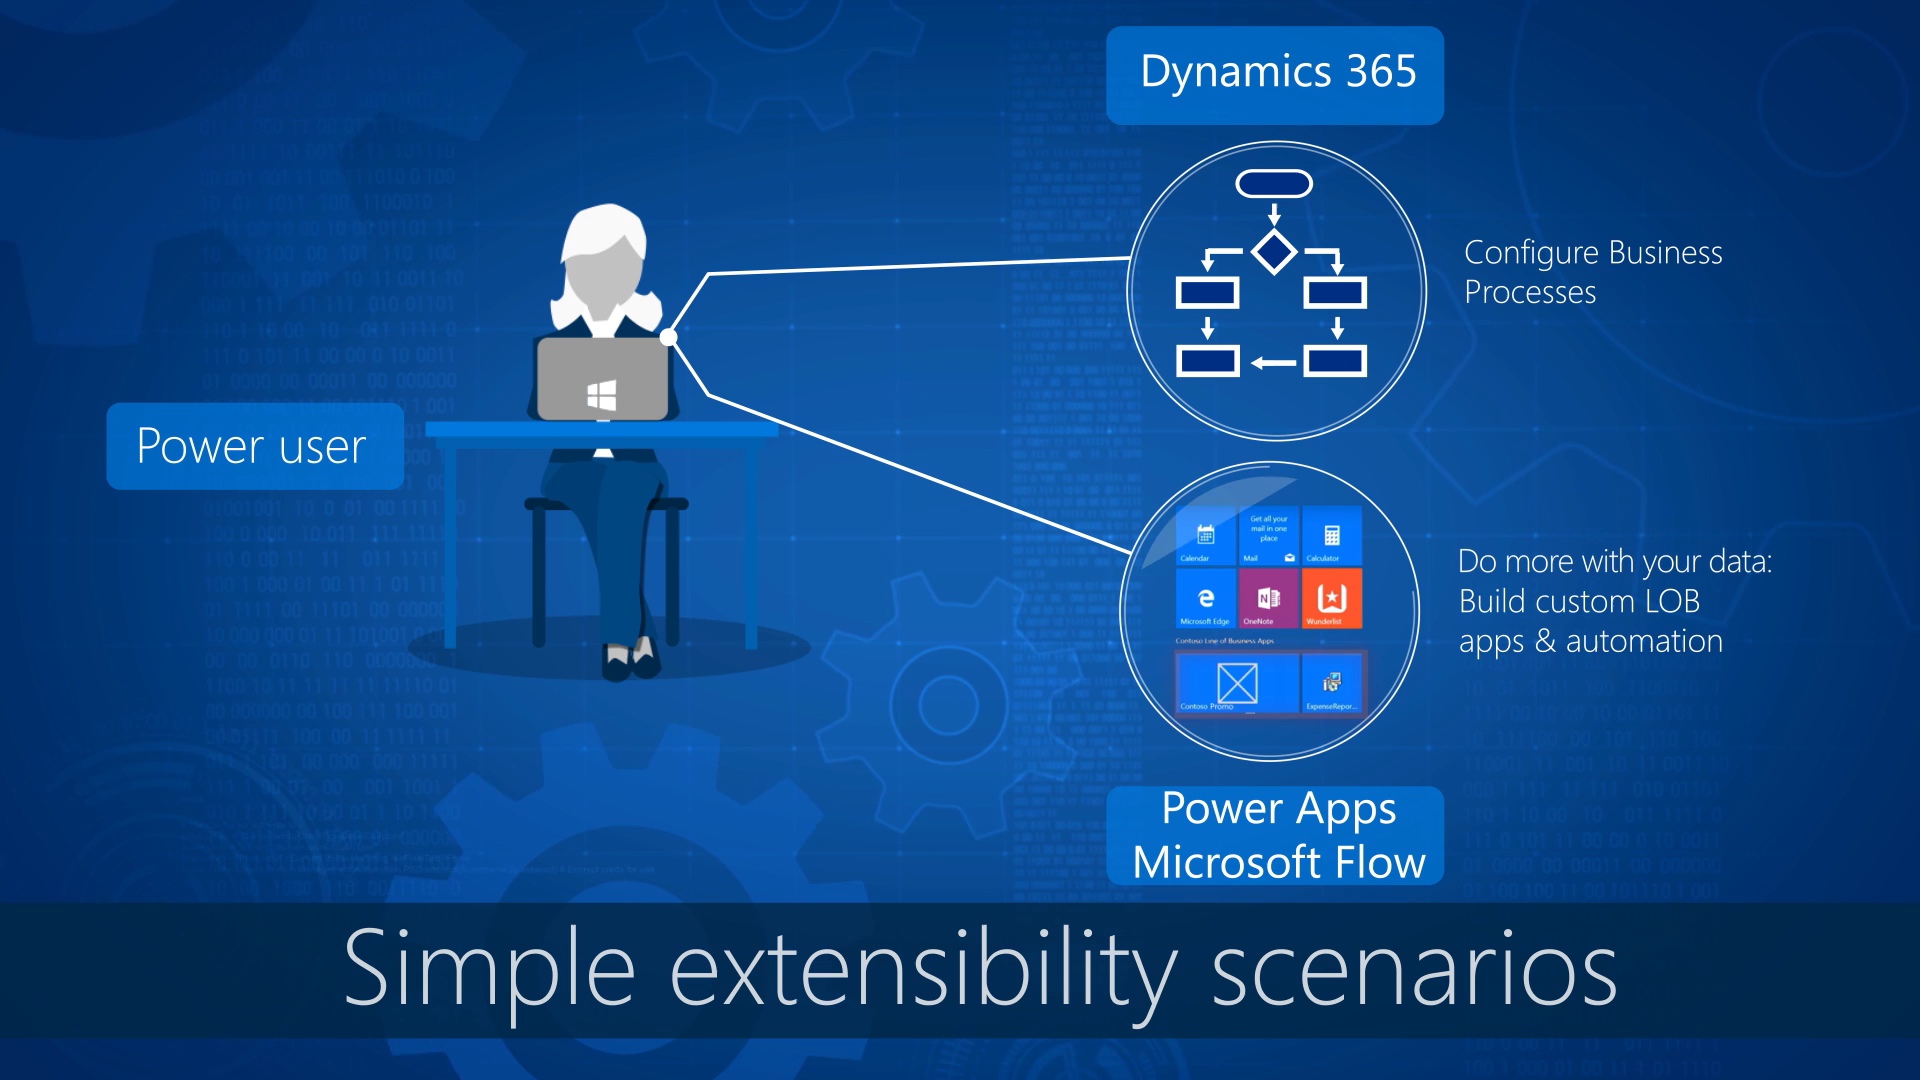 Dynamics 365
Configure Business
Processes
Power user
Get all your
mail in one
place
Calendar
Mail
Calculator
Microsoft Edge
OneNote
Wunderlist
Contoso Line of Business Apps
Contoso Promo
ExpenseRepor...
Do more with your data:
Build custom LOB
apps & automation
Power Apps
Microsoft Flow
Simple extensibility scenarios